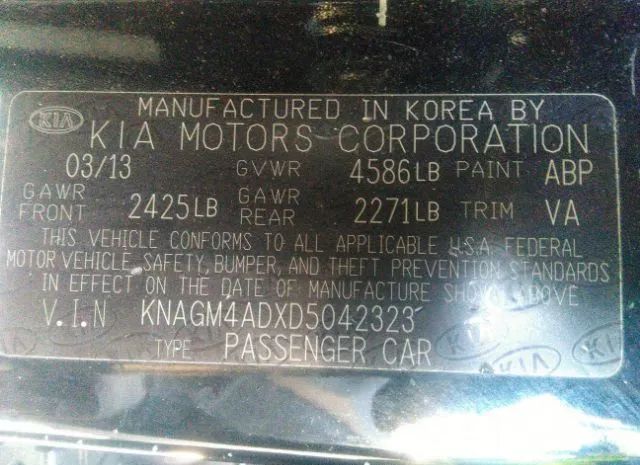 MANUFACTURED IN KOREA BY
KIA KIA MOTORS CORPORATION
03/13 GVWR 4586LB PAINT ABP
GAWR FRONT 2425LB GAWR REAR 2271LB TRIM VA
THIS VEHICLE CONFORMS TO ALL APPLICABLE U.S.A. FEDERAL
MOTOR VEHICLE, SAFETY, BUMPER, AND THEFT PREVENTION STANDARDS
IN EFFECT ON THE DATE OF MANUFACTURE SHOWN ABOVE
V.I.N KNAGM4ADXD5042323
TYPE PASSENGER CAR
KIA KIA